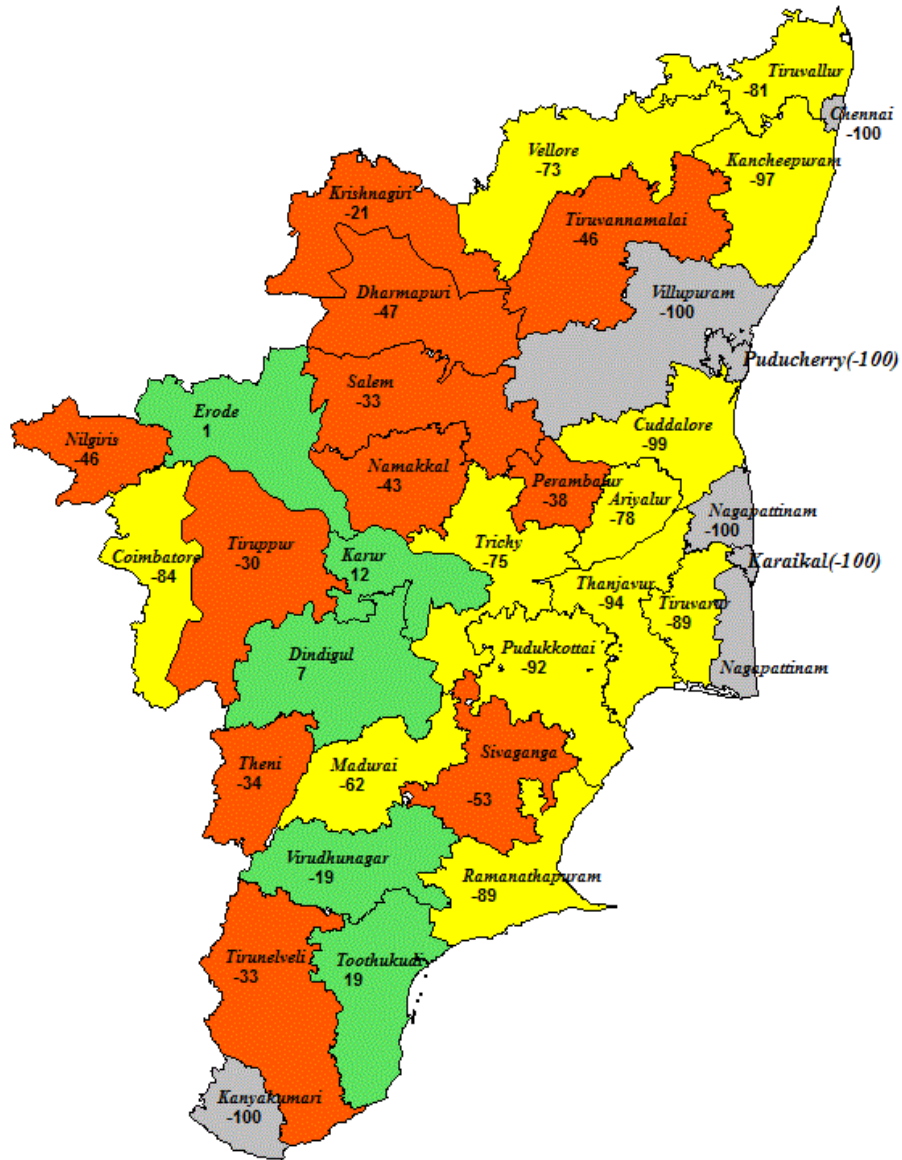 Tiruvallur
-81
Chennai
-100
Vellore
-73
Kancheepuram
-97
Krishnagiri
-21
Tiruvannamalai
-46
Dharmapuri
-47
Villupuram
-100
Puducherry(-100)
Salem
-33
Erode
1
Nilgiris
-46
Cuddalore
-99
Namakkal
-43
Perambalur
-38
Ariyalur
-78
Nagapattinam
-100
Coimbatore
-84
Tiruppur
-30
Karur
12
Trichy
-75
Karaikal(-100)
Thanjavur
-94
Tiruvarur
-89
Dindigul
7
Pudukkottai
-92
Nagapattinam
Theni
-34
Madurai
-62
Sivaganga
-53
Virudhunagar
-19
Ramanathapuram
-89
Tirunelveli
-33
Toothukudi
19
Kanyakumari
-100